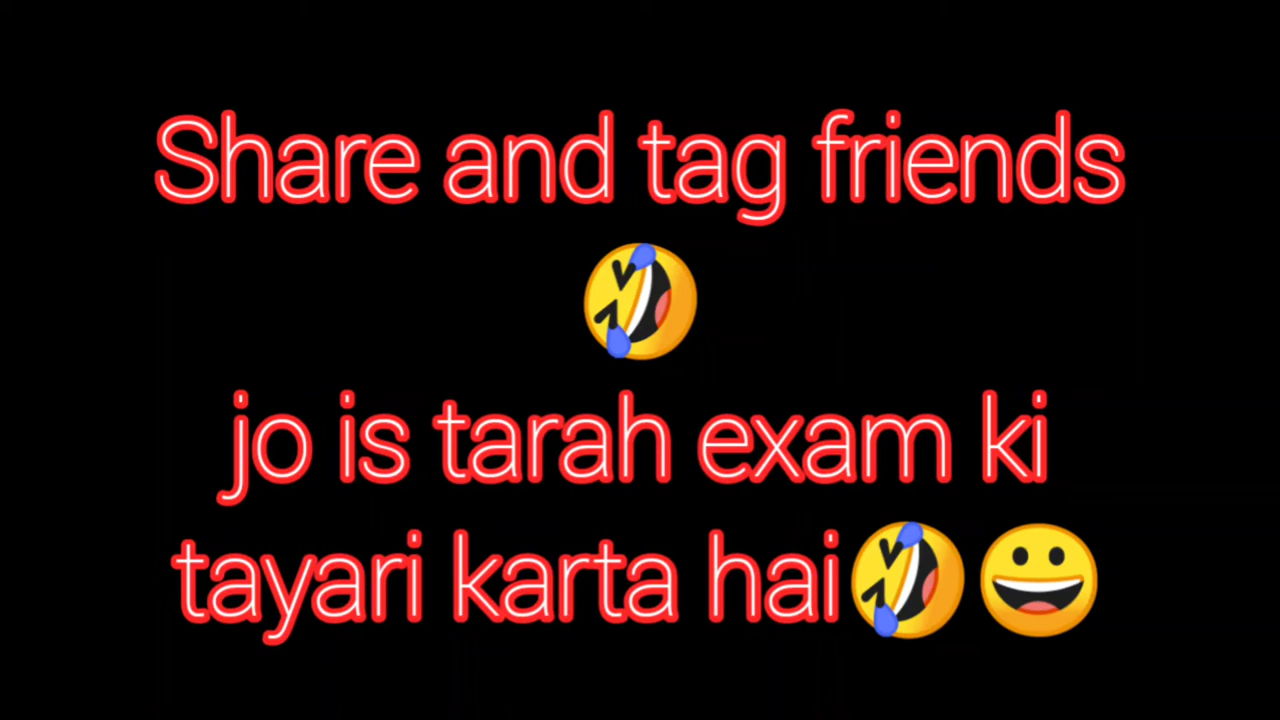 Share and tag friends
🤣
jo is tarah exam ki
tayari karta hai🤣😀